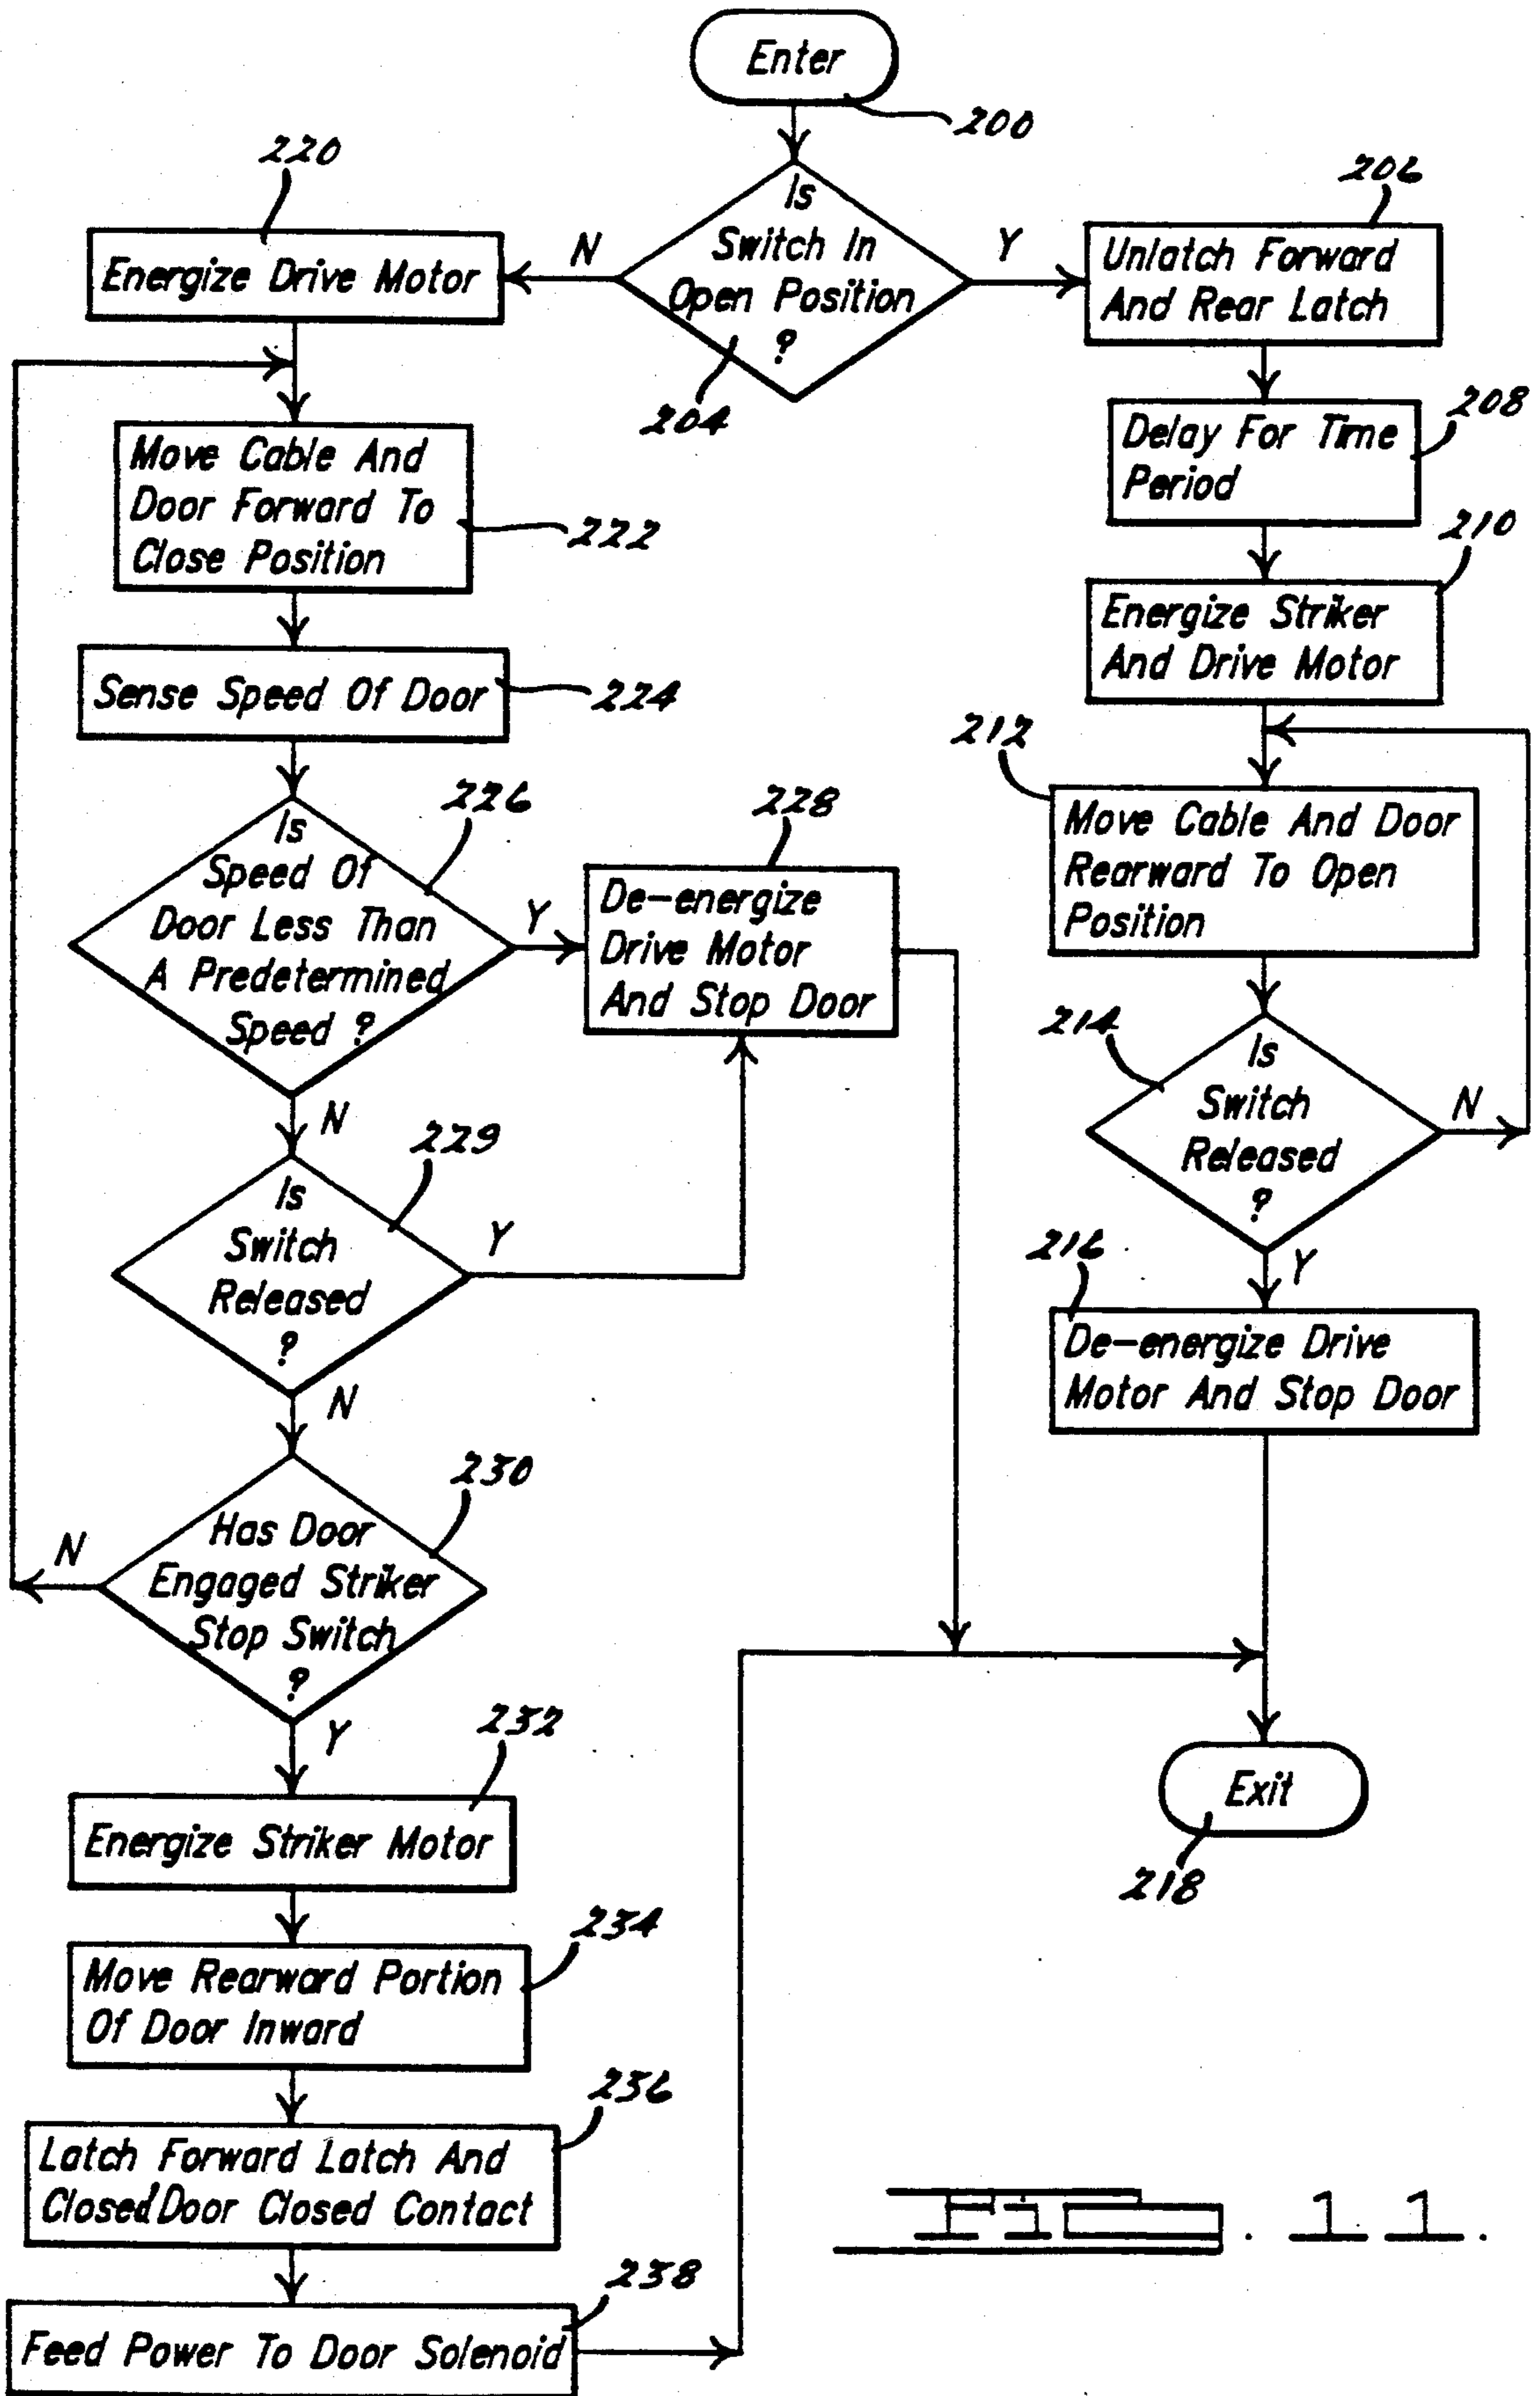 Enter
200
Is
Switch In
Open Position
?
204
N
Y
220
Energize Drive Motor
206
Unlatch Forward
And Rear Latch
208
Delay For Time
Period
210
Energize Striker
And Drive Motor
212
Move Cable And Door
Rearward To Open
Position
214
Is
Switch
Released
?
N
Y
216
De-energize Drive
Motor And Stop Door
Exit
218
Move Cable And
Door Forward To
Close Position
222
Sense Speed Of Door
224
226
Is
Speed Of
Door Less Than
A Predetermined
Speed ?
Y
N
228
De-energize
Drive Motor
And Stop Door
229
Is
Switch
Released
?
Y
N
230
Has Door
Engaged Striker
Stop Switch
?
N
Y
232
Energize Striker Motor
234
Move Rearward Portion
Of Door Inward
236
Latch Forward Latch And
Closed Door Closed Contact
238
Feed Power To Door Solenoid
Fig. 11.